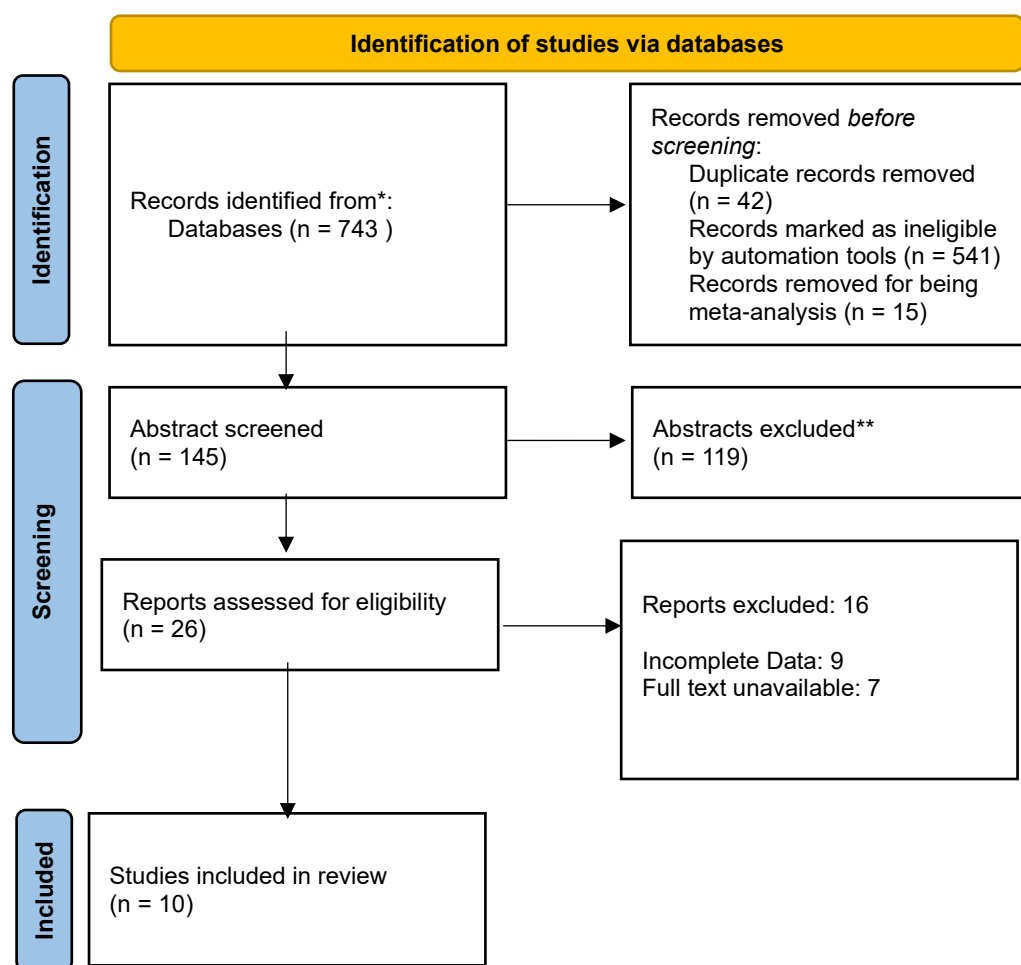 Identification of studies via databases
Identification
Records identified from*:
Databases (n = 743 )
Records removed before
screening:
Duplicate records removed
(n = 42)
Records marked as ineligible
by automation tools (n = 541)
Records removed for being
meta-analysis (n = 15)
Screening
Abstract screened
(n = 145)
Abstracts excluded**
(n = 119)
Reports assessed for eligibility
(n = 26)
Reports excluded: 16
Incomplete Data: 9
Full text unavailable: 7
Included
Studies included in review
(n = 10)